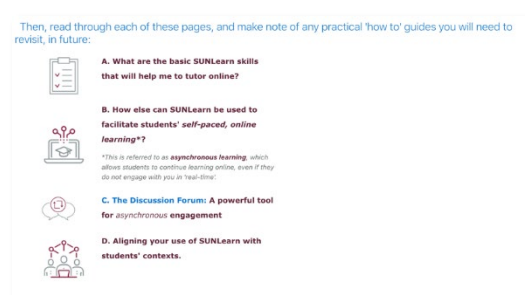 Then, read through each of these pages, and make note of any practical 'how to' guides you will need to
revisit, in future:
A. What are the basic SUNLearn skills
that will help me to tutor online?
B. How else can SUNLearn be used to
facilitate students' self-paced, online
learning*?
*This is referred to as asynchronous learning, which
allows students to continue learning online, even if they
do not engage with you in 'real-time'.
C. The Discussion Forum: A powerful tool
for asynchronous engagement
D. Aligning your use of SUNLearn with
students' contexts.